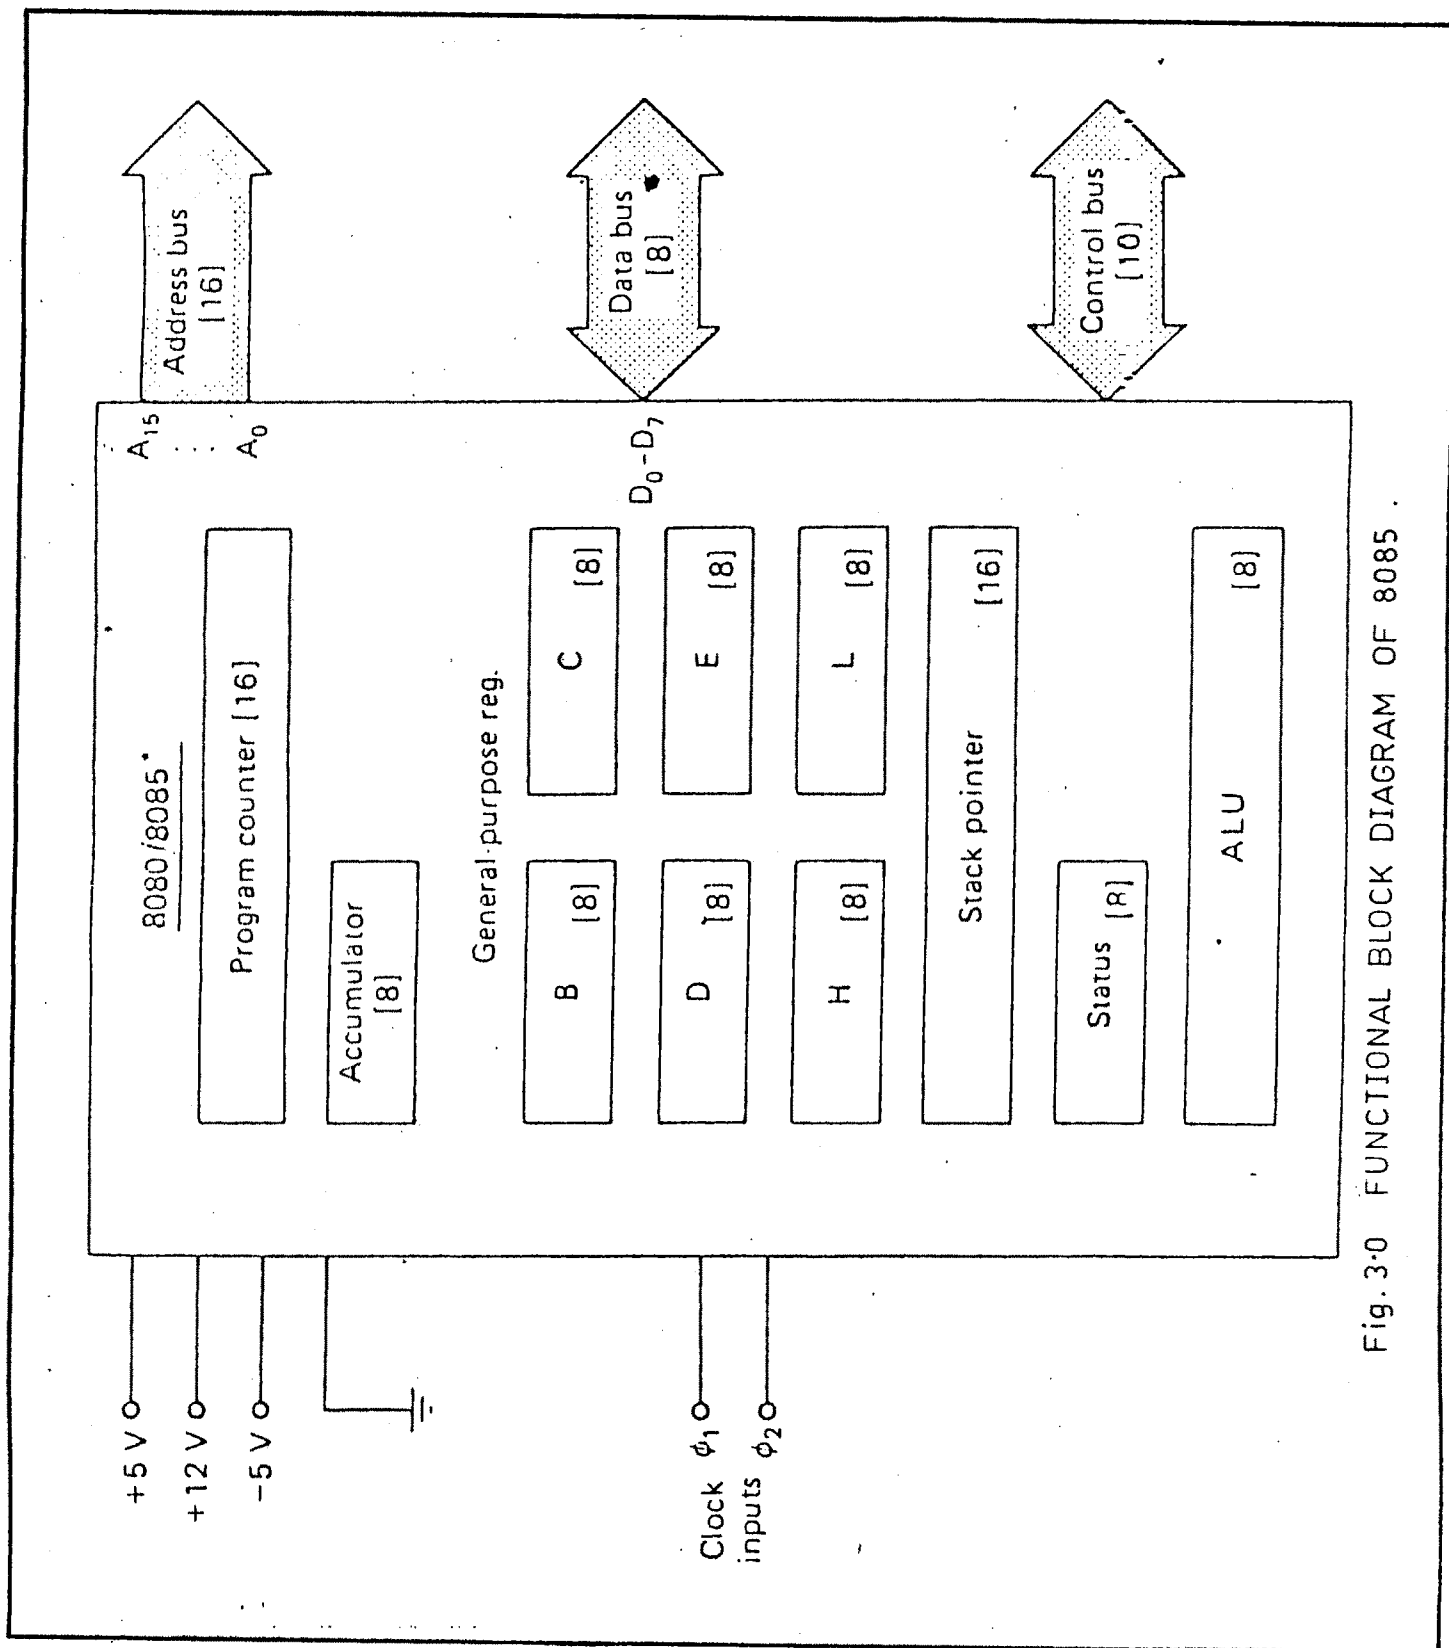 8080/8085*
+5 V
+12 V
−5 V
Clock φ1
inputs φ2
Program counter [16]
Accumulator
[8]
General-purpose reg.
B [8]
C [8]
D [8]
E [8]
H [8]
L [8]
Stack pointer [16]
Status [8]
ALU [8]
A15
A0
D0-D7
Address bus
[16]
Data bus
[8]
Control bus
[10]
Fig. 3·0 FUNCTIONAL BLOCK DIAGRAM OF 8085.